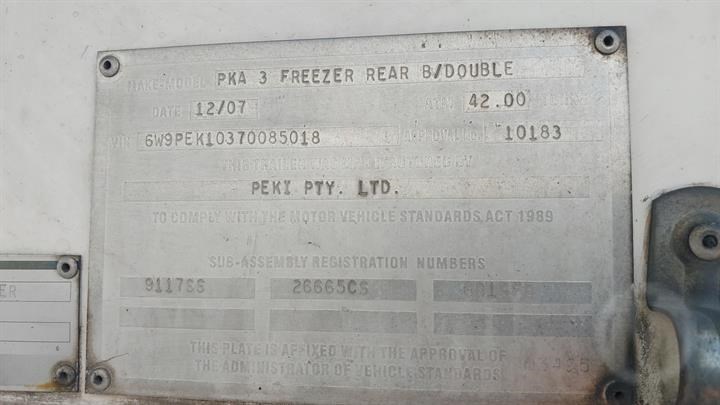 MAKE-MODEL PKA 3 FREEZER REAR B/DOUBLE
DATE 12/07 42.00
VIN 6W9PEK10370085018 10183
PEKI PTY. LTD.
TO COMPLY WITH THE MOTOR VEHICLE STANDARDS ACT 1989
SUB-ASSEMBLY REGISTRATION NUMBERS
9117SS 26665CS
THIS PLATE IS AFFIXED WITH THE APPROVAL OF
THE ADMINISTRATOR OF VEHICLE STANDARDS
ER